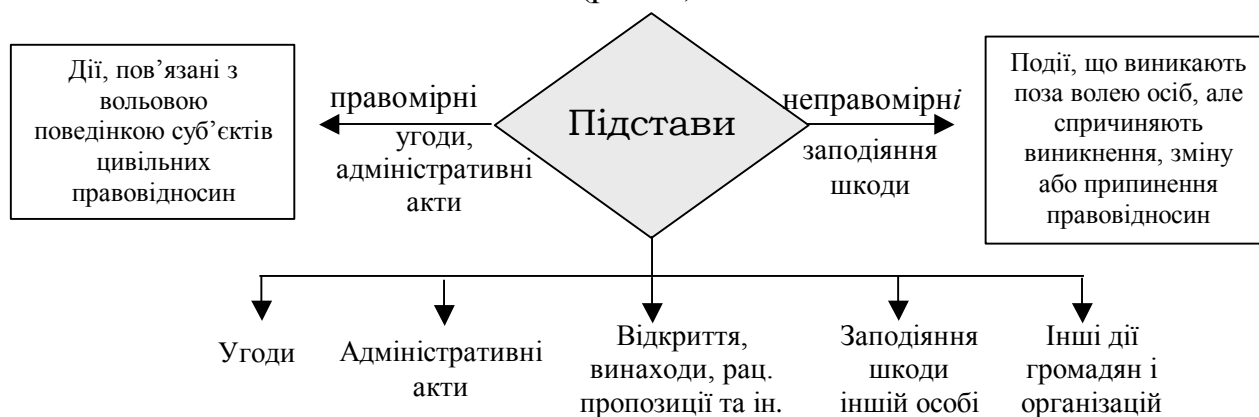 Дії, пов’язані з
вольовою
поведінкою суб’єктів
цивільних
правовідносин
правомірні
угоди,
адміністративні
акти
Підстави
неправомірні
заподіяння
шкоди
Події, що виникають
поза волею осіб, але
спричиняють
виникнення, зміну
або припинення
правовідносин
Угоди
Адміністративні
акти
Відкриття,
винаходи, рац.
пропозиції та ін.
Заподіяння
шкоди
іншій особі
Інші дії
громадян і
організацій